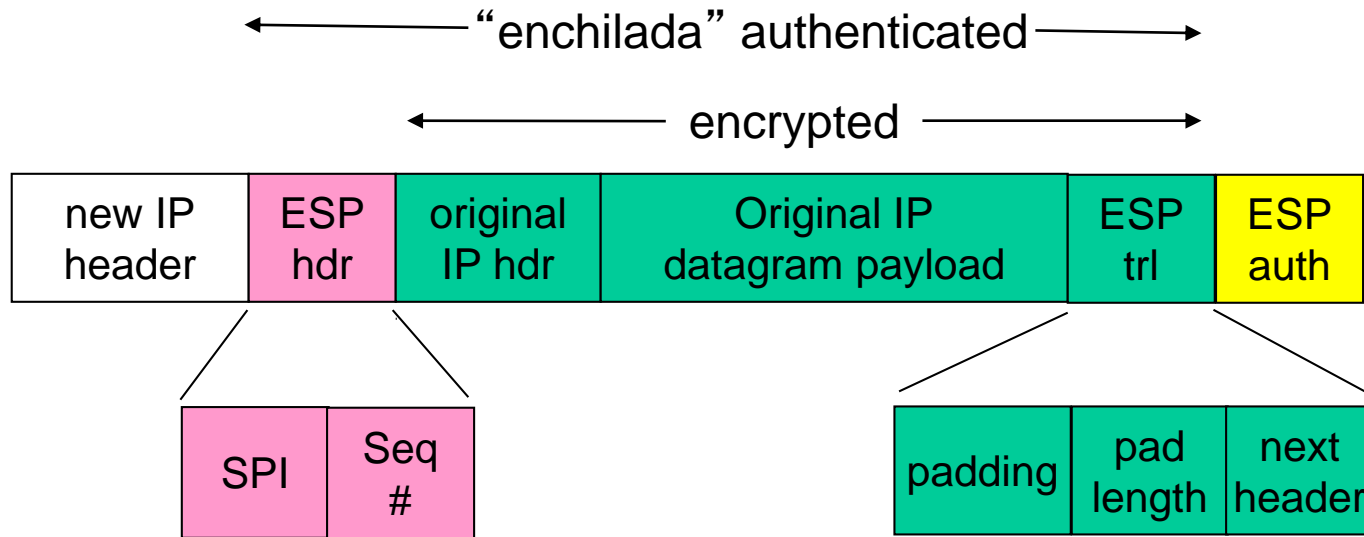 “enchilada” authenticated
encrypted
new IP
header
ESP
hdr
original
IP hdr
Original IP
datagram payload
ESP
trl
ESP
auth
SPI
Seq
#
padding
pad
length
next
header